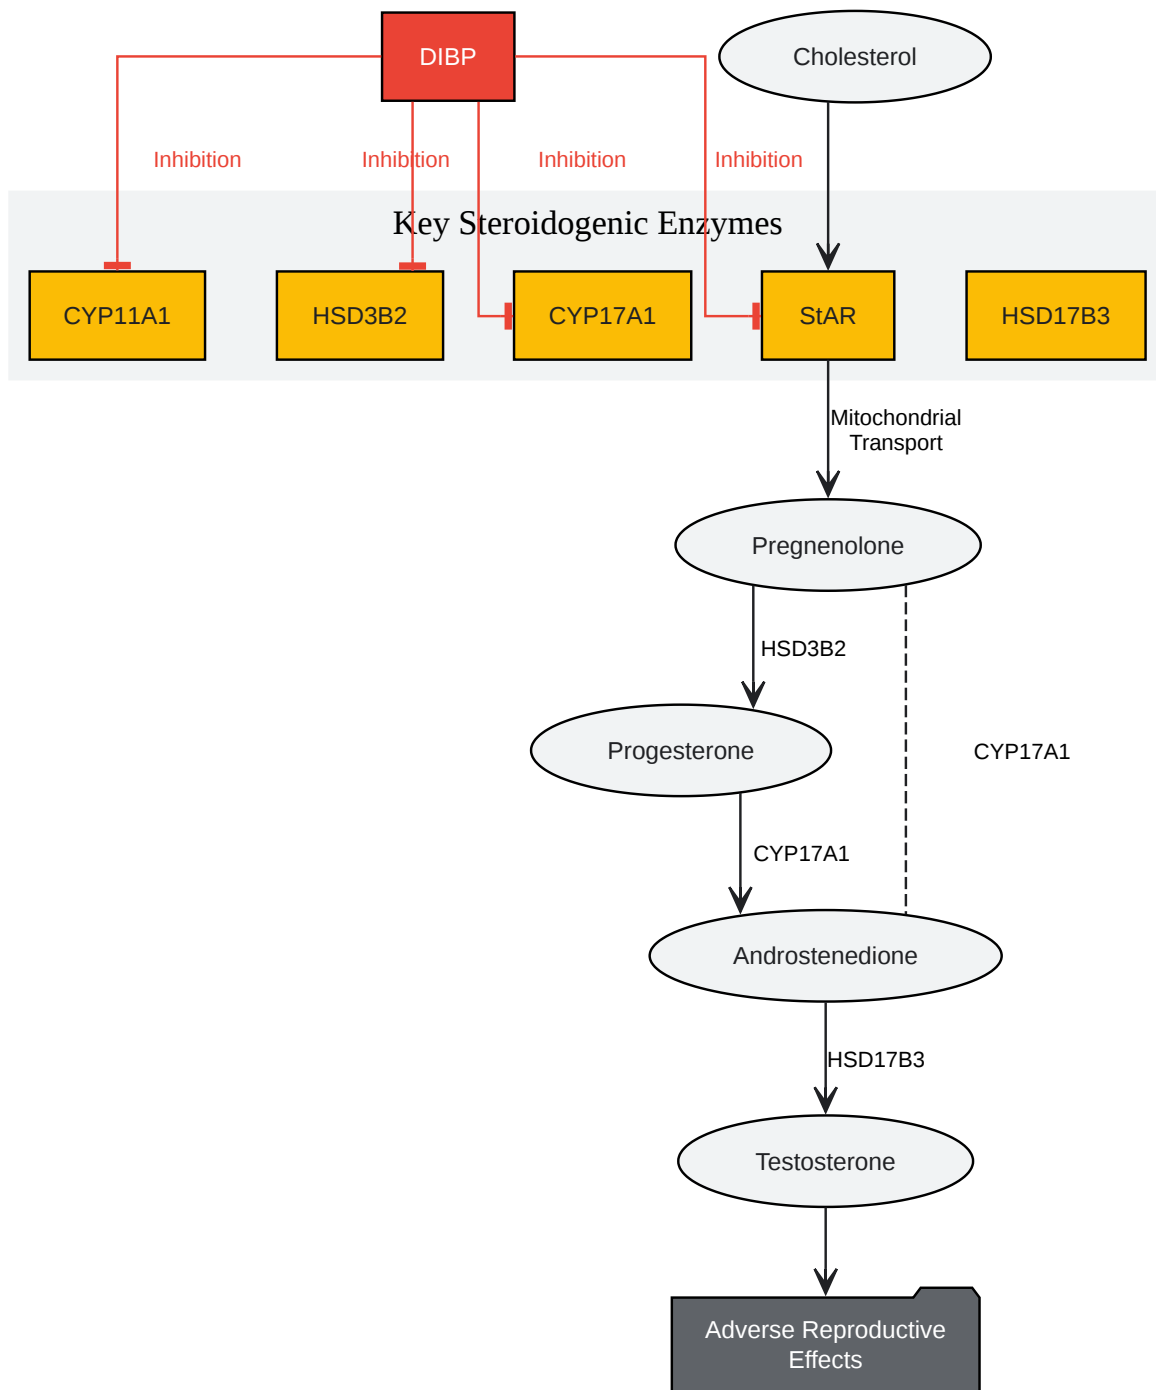 DIBP
Cholesterol
Inhibition
Inhibition
Inhibition
Inhibition
Key Steroidogenic Enzymes
CYP11A1
HSD3B2
CYP17A1
StAR
HSD17B3
Mitochondrial
Transport
Pregnenolone
HSD3B2
Progesterone
CYP17A1
CYP17A1
Androstenedione
HSD17B3
Testosterone
Adverse Reproductive
Effects